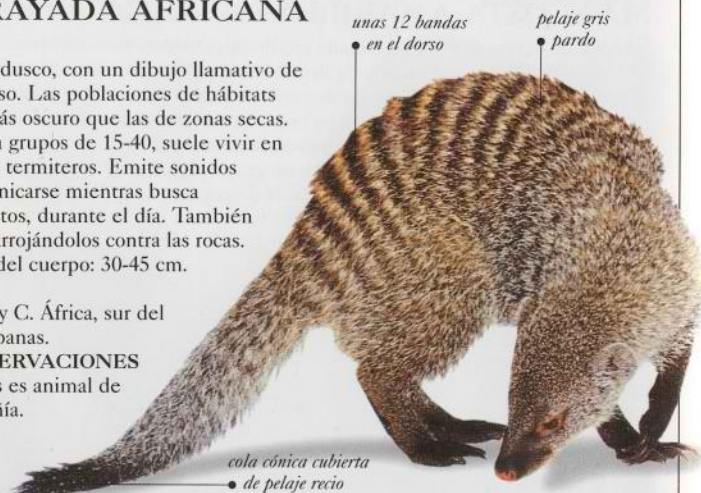 RAYADA AFRICANA
unas 12 bandas
en el dorso
pelaje gris
pardo
dusco, con un dibujo llamativo de
so. Las poblaciones de hábitats
ás oscuro que las de zonas secas.
n grupos de 15-40, suele vivir en
termiteros. Emite sonidos
nicarse mientras busca
tos, durante el día. También
rrojándolos contra las rocas.
del cuerpo: 30-45 cm.
y C. África, sur del
banas.
ERVACIONES
s es animal de
ñía.
cola cónica cubierta
de pelaje recio